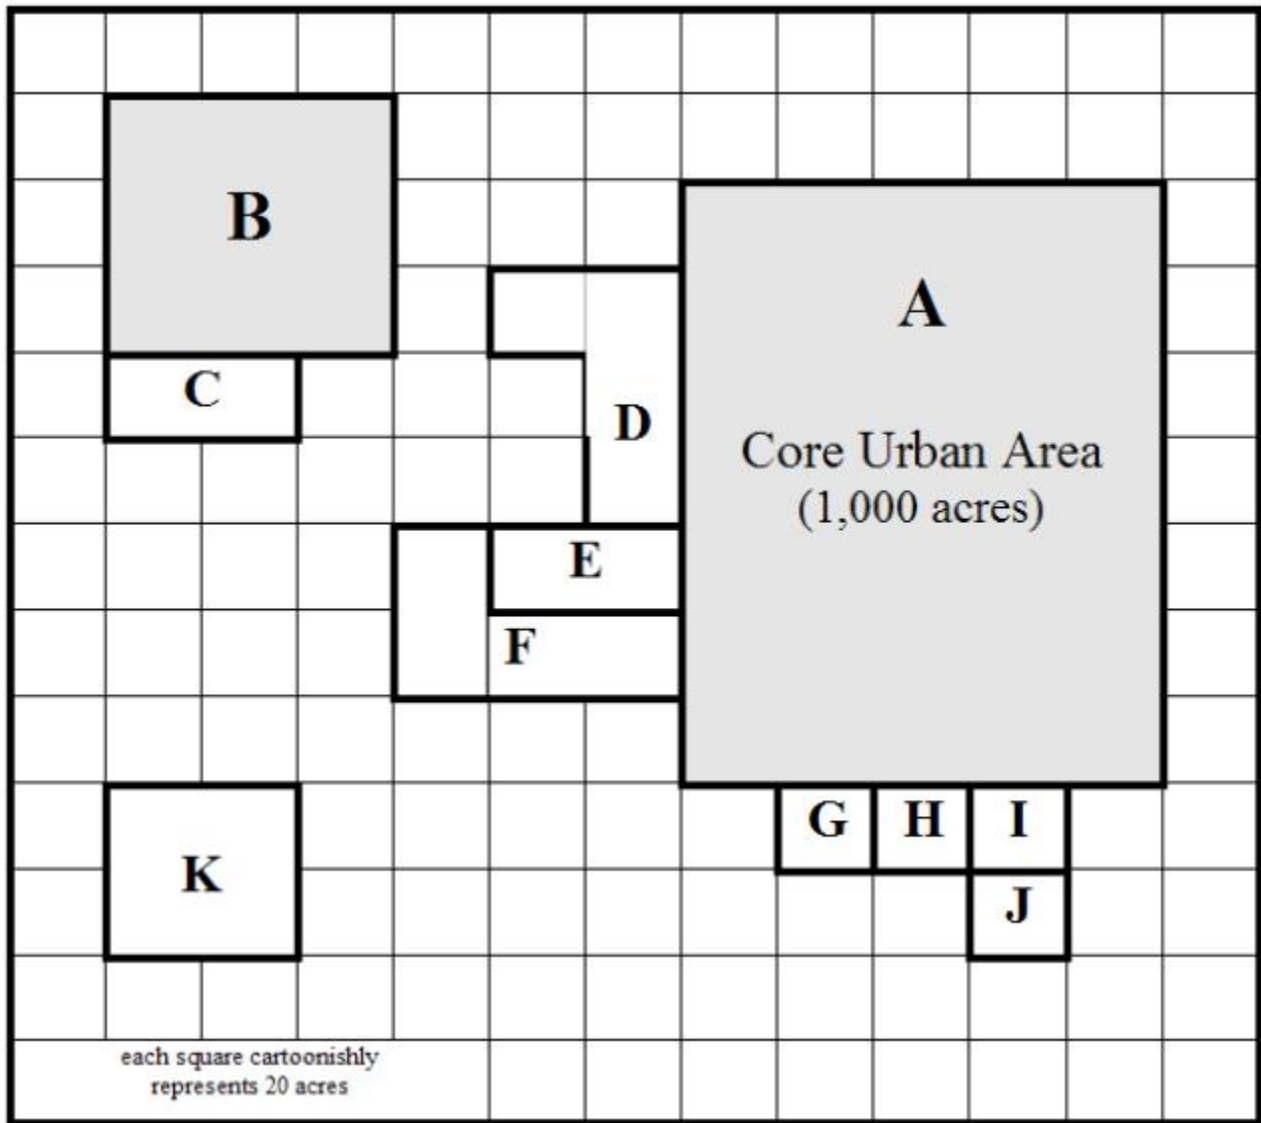 B
A
C
D
Core Urban Area
(1,000 acres)
E
F
G H I
K
J
each square cartoonishly
represents 20 acres